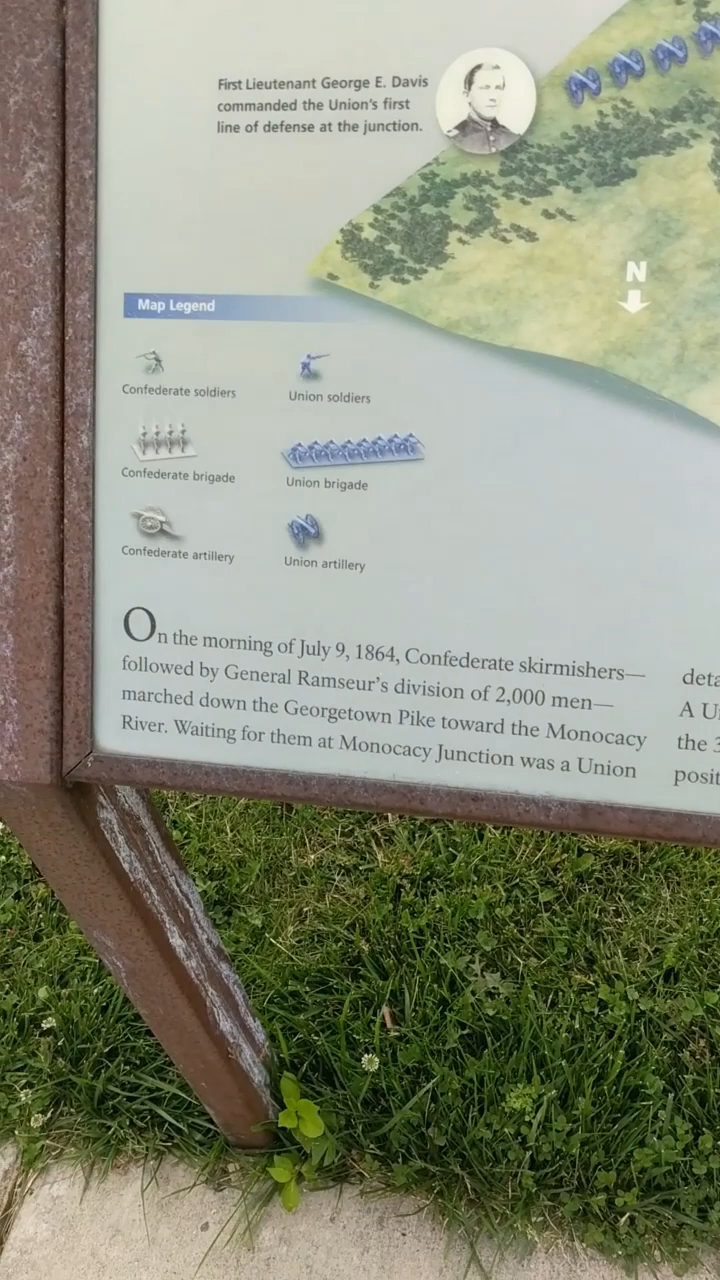 First Lieutenant George E. Davis
commanded the Union's first
line of defense at the junction.
N
Map Legend
Confederate soldiers
Union soldiers
Confederate brigade
Union brigade
Confederate artillery
Union artillery
On the morning of July 9, 1864, Confederate skirmishers—
followed by General Ramseur's division of 2,000 men—
marched down the Georgetown Pike toward the Monocacy
River. Waiting for them at Monocacy Junction was a Union
A
the